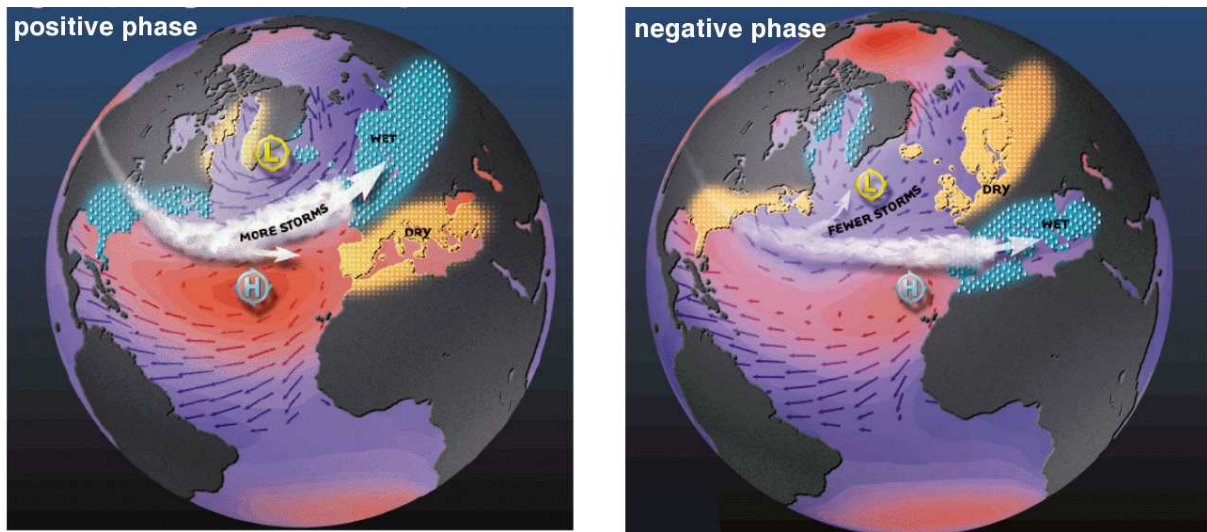 positive phase
WET
L
MORE STORMS
DRY
H
negative phase
L
DRY
FEWER STORMS
WET
H